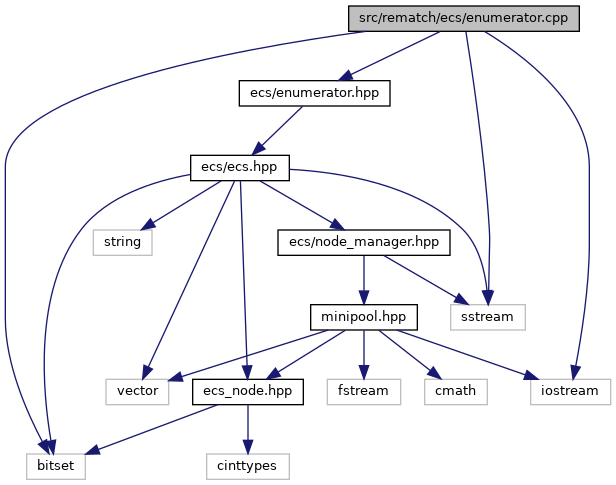 src/rematch/ecs/enumerator.cpp
ecs/enumerator.hpp
ecs/ecs.hpp
string
ecs/node_manager.hpp
minipool.hpp
sstream
vector
ecs_node.hpp
fstream
cmath
iostream
bitset
cinttypes